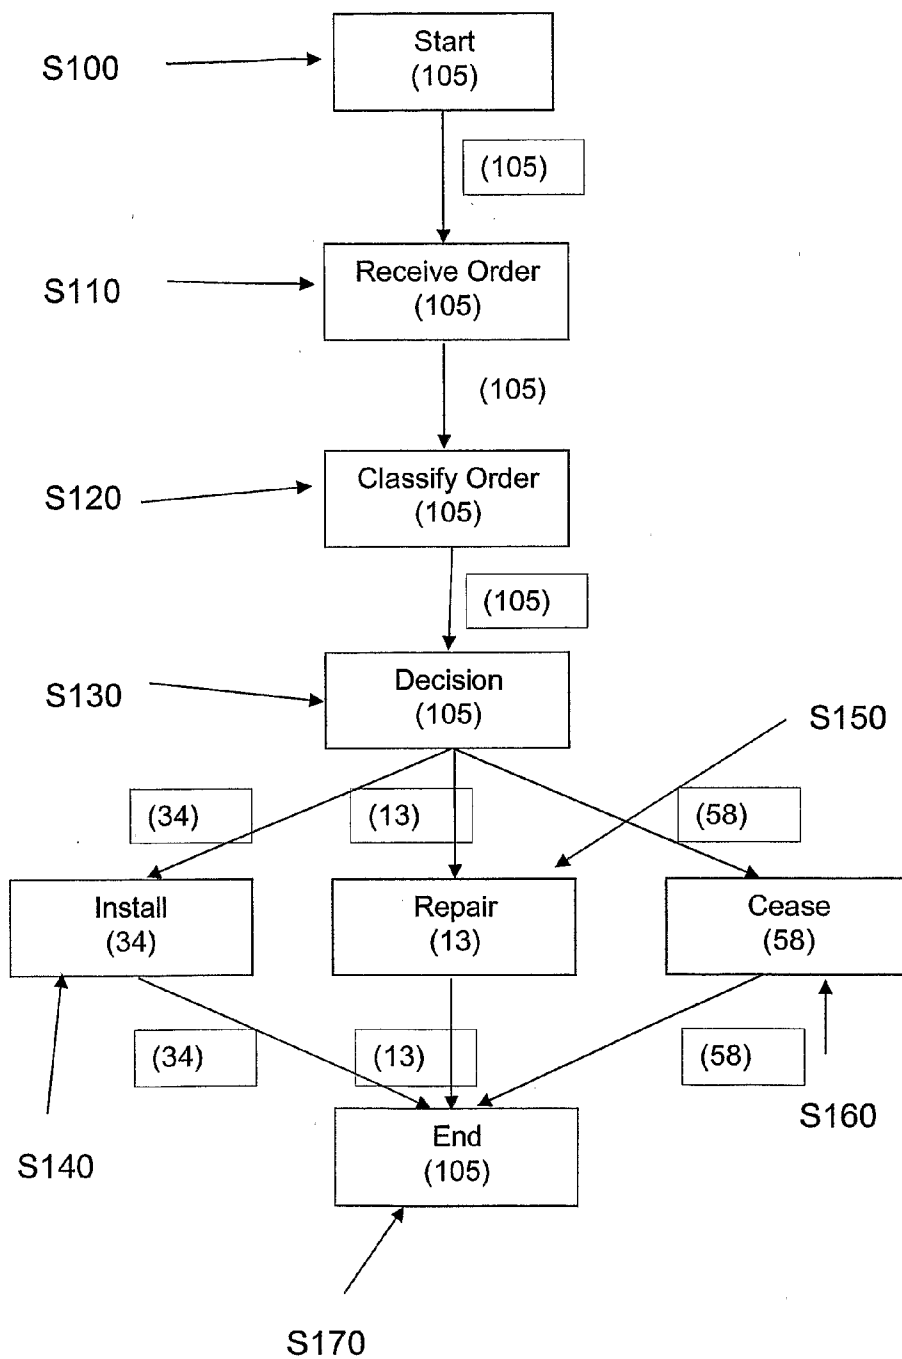 Start
(105)
S100
(105)
Receive Order
(105)
S110
(105)
Classify Order
(105)
S120
(105)
Decision
(105)
S130
S150
(34)
(13)
(58)
Install
(34)
Repair
(13)
Cease
(58)
(34)
(13)
(58)
S160
End
(105)
S140
S170